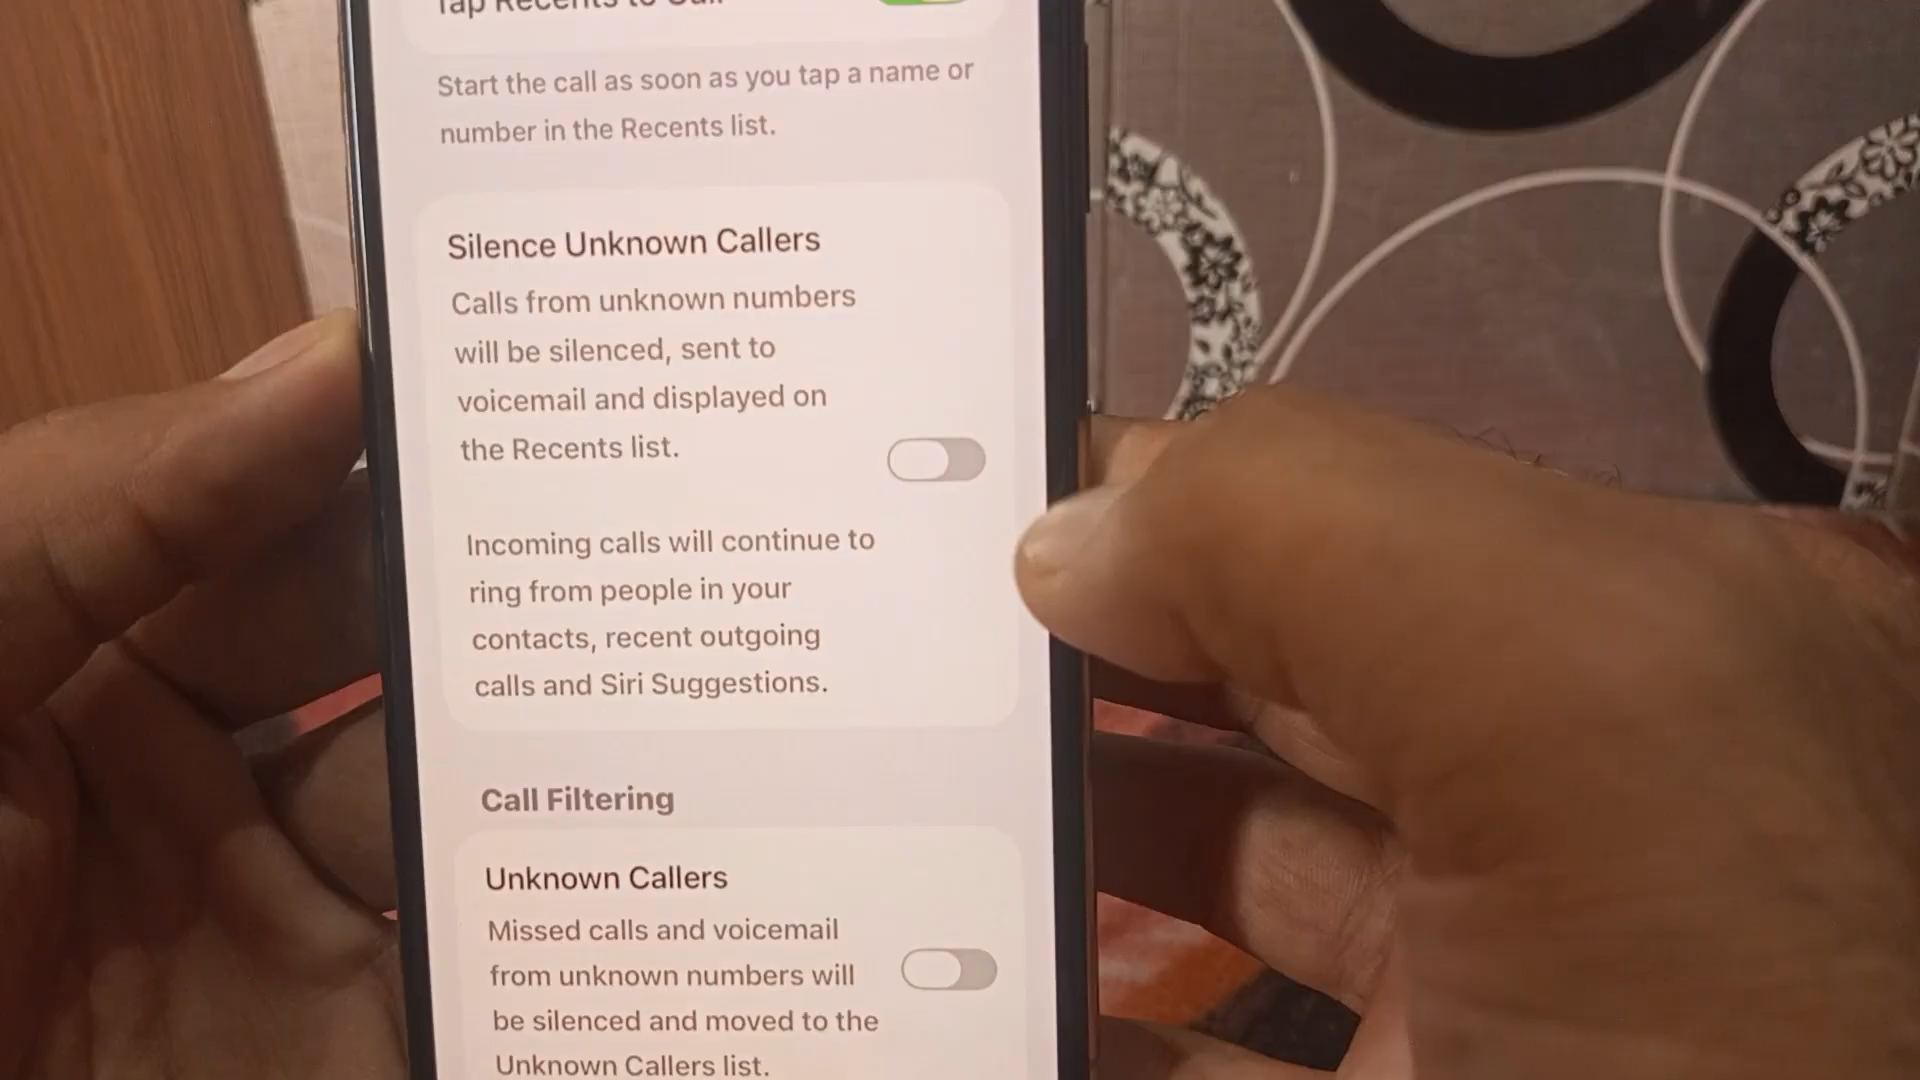 Tap Recents to Call
Start the call as soon as you tap a name or
number in the Recents list.
Silence Unknown Callers
Calls from unknown numbers
will be silenced, sent to
voicemail and displayed on
the Recents list.
Incoming calls will continue to
ring from people in your
contacts, recent outgoing
calls and Siri Suggestions.
Call Filtering
Unknown Callers
Missed calls and voicemail
from unknown numbers will
be silenced and moved to the
Unknown Callers list.